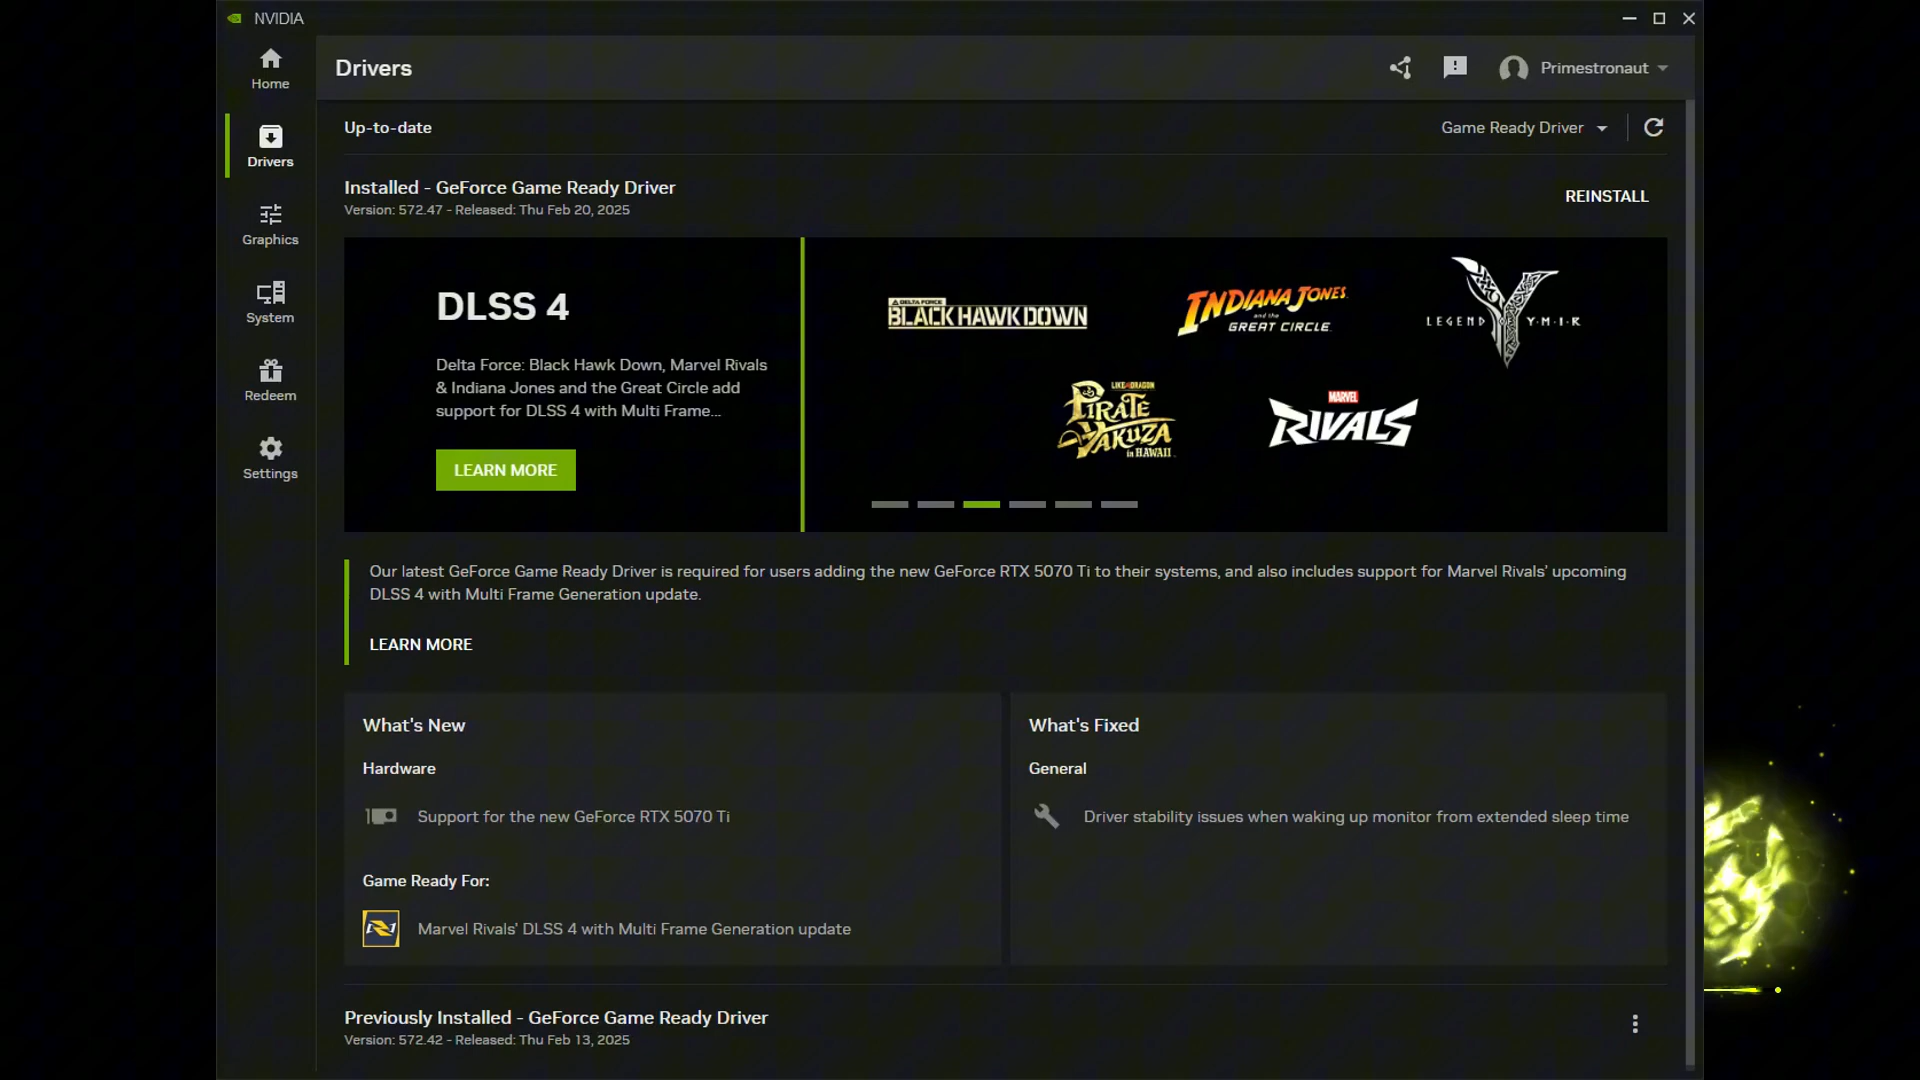 NVIDIA
Home
Drivers
Graphics
System
Redeem
Settings
Drivers
Primestronaut
Up-to-date
Game Ready Driver
Installed - GeForce Game Ready Driver
Version: 572.47 - Released: Thu Feb 20, 2025
REINSTALL
DLSS 4
Delta Force: Black Hawk Down, Marvel Rivals
& Indiana Jones and the Great Circle add
support for DLSS 4 with Multi Frame...
LEARN MORE
DELTA FORCE
BLACK HAWK DOWN
INDIANA JONES
and the
GREAT CIRCLE
LEGEND OF Y·M·I·R
LIKE A DRAGON
PIRATE
YAKUZA
in HAWAII
MARVEL
RIVALS
Our latest GeForce Game Ready Driver is required for users adding the new GeForce RTX 5070 Ti to their systems, and also includes support for Marvel Rivals' upcoming
DLSS 4 with Multi Frame Generation update.
LEARN MORE
What's New
Hardware
Support for the new GeForce RTX 5070 Ti
Game Ready For:
Marvel Rivals' DLSS 4 with Multi Frame Generation update
What's Fixed
General
Driver stability issues when waking up monitor from extended sleep time
Previously Installed - GeForce Game Ready Driver
Version: 572.42 - Released: Thu Feb 13, 2025